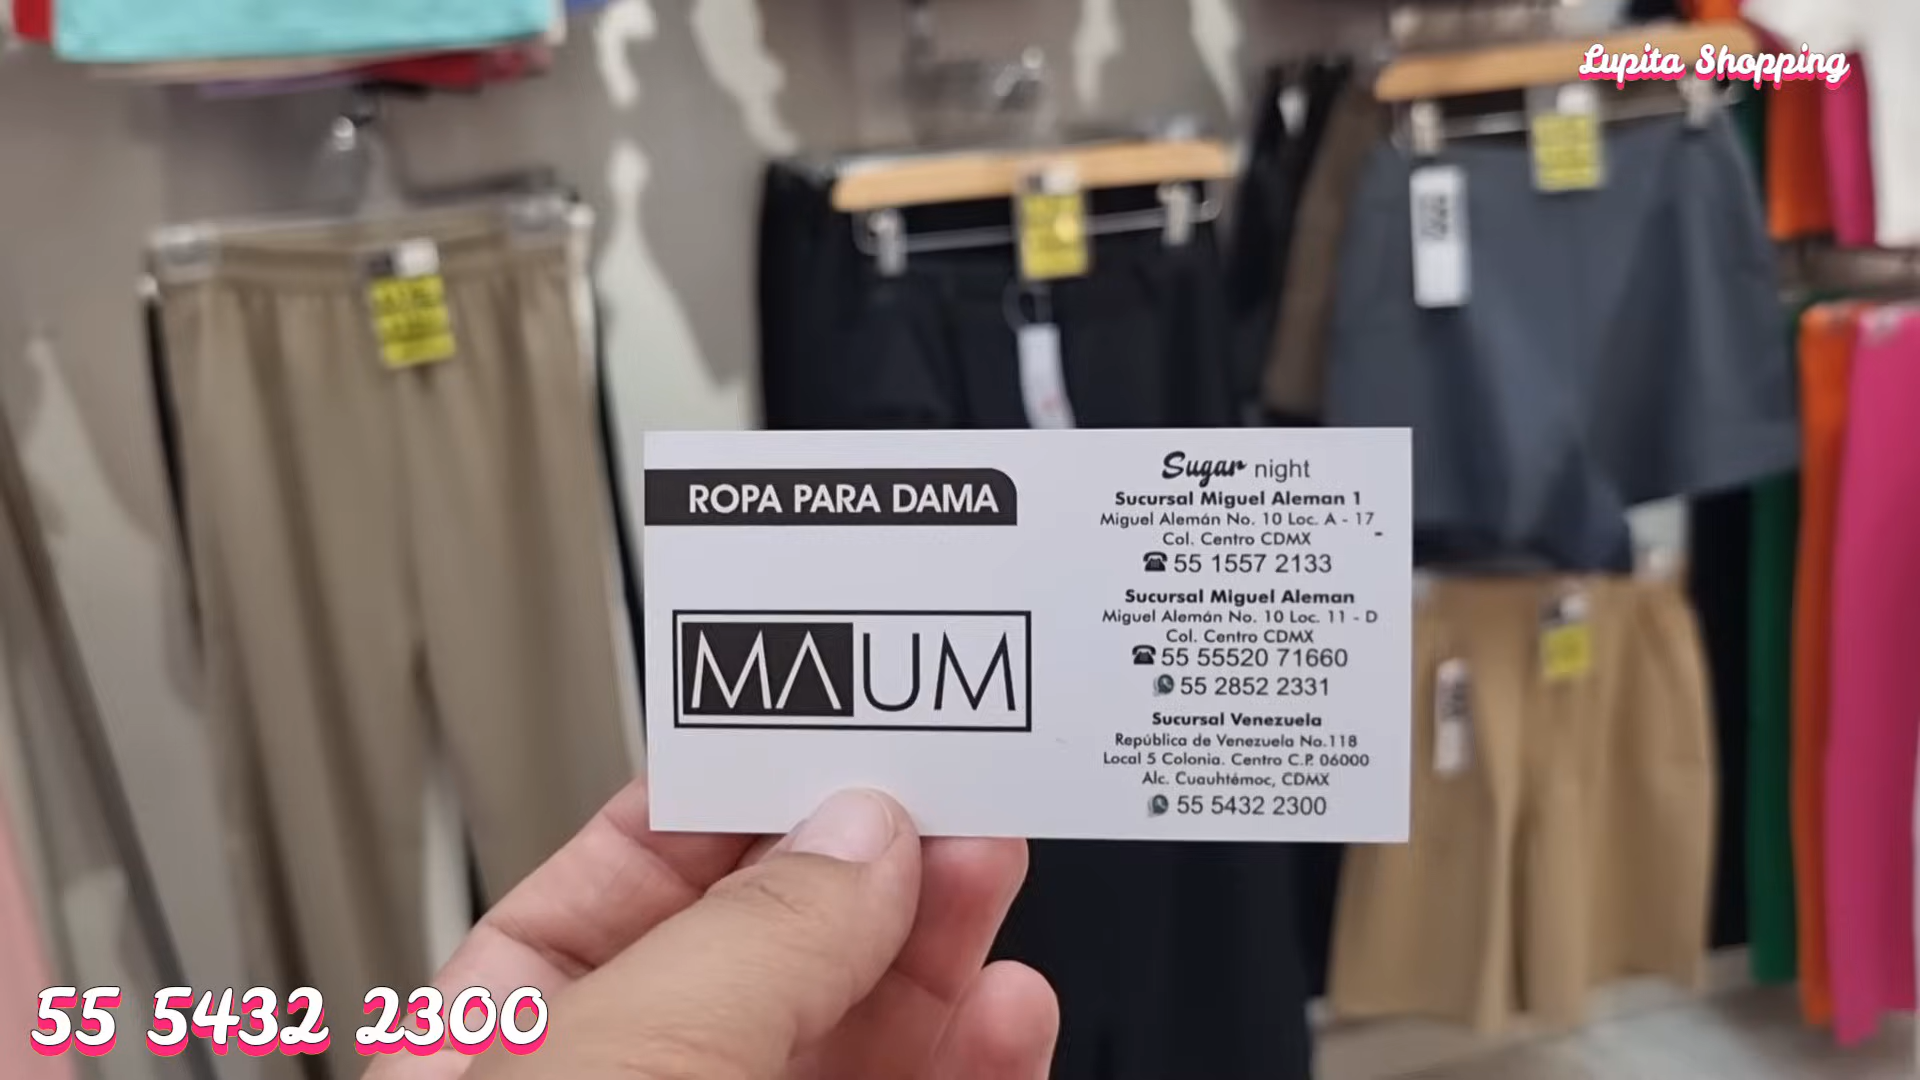 Lupita Shopping
ROPA PARA DAMA
MAUM
Sugar night
Sucursal Miguel Aleman 1
Miguel Alemán No. 10 Loc. A - 17
Col. Centro CDMX
55 1557 2133
Sucursal Miguel Aleman
Miguel Alemán No. 10 Loc. 11 - D
Col. Centro CDMX
55 55520 71660
55 2852 2331
Sucursal Venezuela
República de Venezuela No.118
Local 5 Colonia. Centro C.P. 06000
Alc. Cuauhtémoc, CDMX
55 5432 2300
55 5432 2300